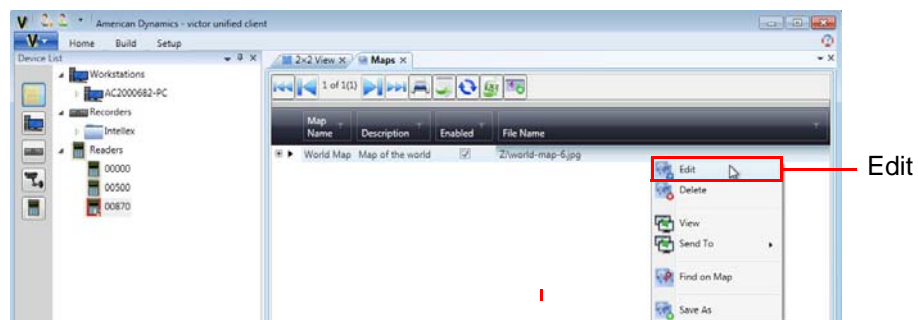 V American Dynamics - victor unified client
V Home Build Setup
Device List
2×2 View × Maps ×
Workstations
AC2000682-PC
Recorders
Intellex
Readers
00000
00500
00870
1 of 1(1)
Map Name Description Enabled File Name
World Map Map of the world Z:\world-map-6.jpg
Edit
Delete
View
Send To
Find on Map
Save As
Edit